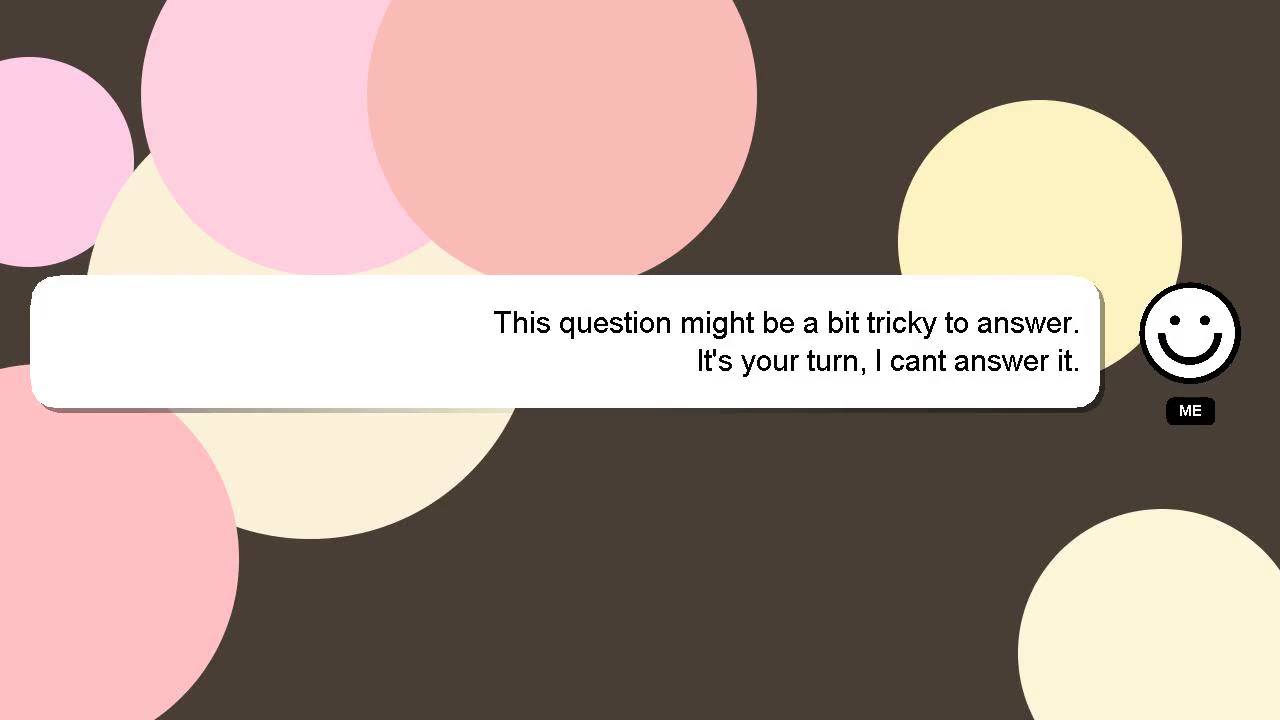 This question might be a bit tricky to answer.
It's your turn, I cant answer it.
ME